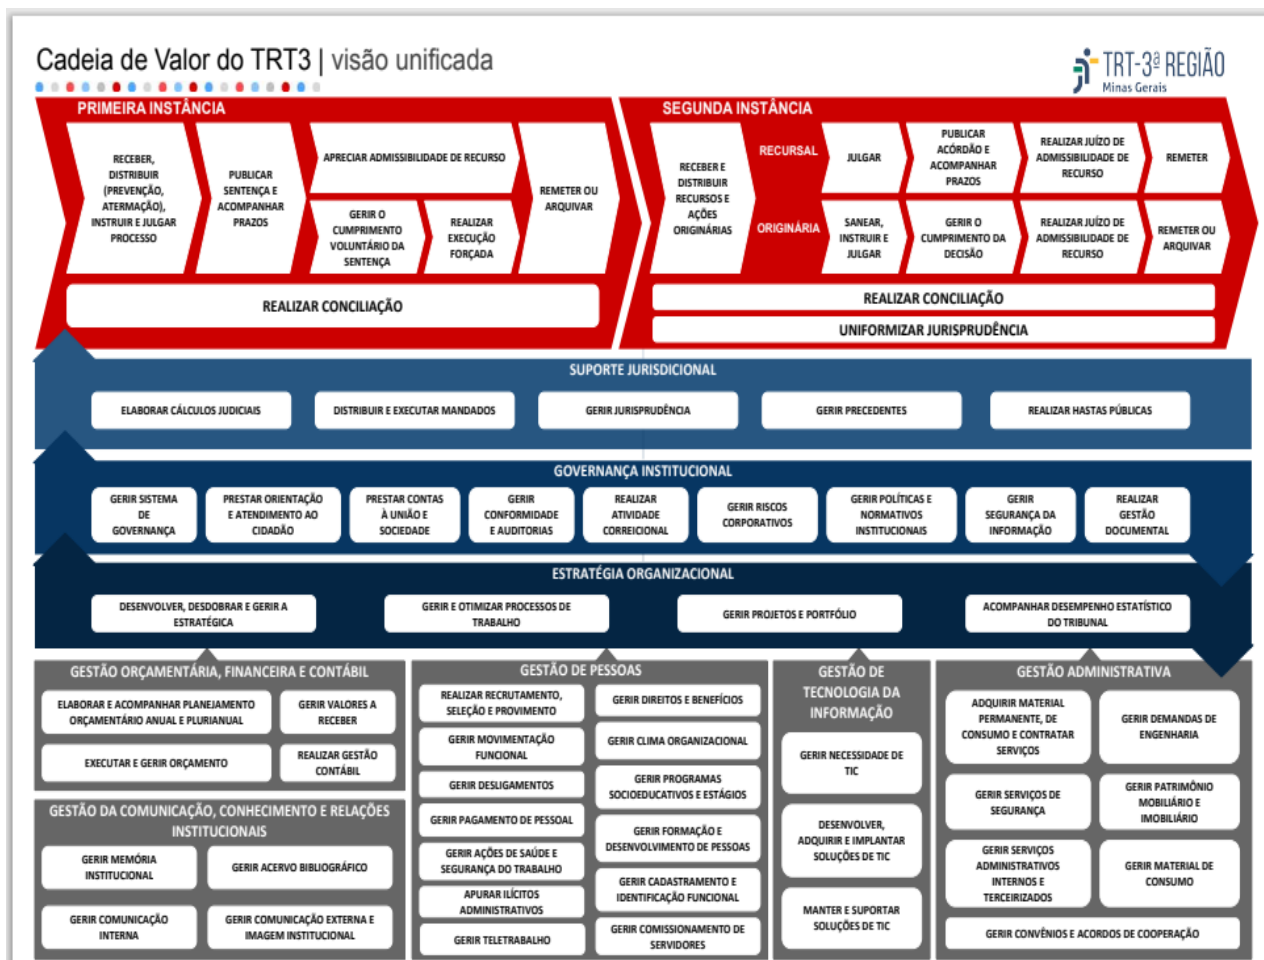 Cadeia de Valor do TRT3 | visão unificada
TRT-3ª REGIÃO
Minas Gerais
PRIMEIRA INSTÂNCIA
RECEBER,
DISTRIBUIR
(PREVENÇÃO,
ATERMAÇÃO),
INSTRUIR E JULGAR
PROCESSO
PUBLICAR
SENTENÇA E
ACOMPANHAR
PRAZOS
APRECIAR ADMISSIBILIDADE DE RECURSO
GERIR O
CUMPRIMENTO
VOLUNTÁRIO DA
SENTENÇA
REALIZAR
EXECUÇÃO
FORÇADA
REMETER OU
ARQUIVAR
REALIZAR CONCILIAÇÃO
SEGUNDA INSTÂNCIA
RECEBER E
DISTRIBUIR
RECURSOS E
AÇÕES
ORIGINÁRIAS
RECURSAL
JULGAR
PUBLICAR
ACÓRDÃO E
ACOMPANHAR
PRAZOS
REALIZAR JUÍZO DE
ADMISSIBILIDADE DE
RECURSO
REMETER
ORIGINÁRIA
SANEAR,
INSTRUIR E
JULGAR
GERIR O
CUMPRIMENTO DA
DECISÃO
REALIZAR JUÍZO DE
ADMISSIBILIDADE DE
RECURSO
REMETER OU
ARQUIVAR
REALIZAR CONCILIAÇÃO
UNIFORMIZAR JURISPRUDÊNCIA
SUPORTE JURISDICIONAL
ELABORAR CÁLCULOS JUDICIAIS
DISTRIBUIR E EXECUTAR MANDADOS
GERIR JURISPRUDÊNCIA
GERIR PRECEDENTES
REALIZAR HASTAS PÚBLICAS
GOVERNANÇA INSTITUCIONAL
GERIR SISTEMA
DE
GOVERNANÇA
PRESTAR ORIENTAÇÃO
E ATENDIMENTO AO
CIDADÃO
PRESTAR CONTAS
À UNIÃO E
SOCIEDADE
GERIR
CONFORMIDADE
E AUDITORIAS
REALIZAR
ATIVIDADE
CORREICIONAL
GERIR RISCOS
CORPORATIVOS
GERIR POLÍTICAS E
NORMATIVOS
INSTITUCIONAIS
GERIR
SEGURANÇA DA
INFORMAÇÃO
REALIZAR
GESTÃO
DOCUMENTAL
ESTRATÉGIA ORGANIZACIONAL
DESENVOLVER, DESDOBRAR E GERIR A
ESTRATÉGICA
GERIR E OTIMIZAR PROCESSOS DE
TRABALHO
GERIR PROJETOS E PORTFÓLIO
ACOMPANHAR DESEMPENHO ESTATÍSTICO
DO TRIBUNAL
GESTÃO ORÇAMENTÁRIA, FINANCEIRA E CONTÁBIL
ELABORAR E ACOMPANHAR PLANEJAMENTO
ORÇAMENTÁRIO ANUAL E PLURIANUAL
GERIR VALORES A
RECEBER
EXECUTAR E GERIR ORÇAMENTO
REALIZAR GESTÃO
CONTÁBIL
GESTÃO DA COMUNICAÇÃO, CONHECIMENTO E RELAÇÕES
INSTITUCIONAIS
GERIR MEMÓRIA
INSTITUCIONAL
GERIR ACERVO BIBLIOGRÁFICO
GERIR COMUNICAÇÃO
INTERNA
GERIR COMUNICAÇÃO EXTERNA E
IMAGEM INSTITUCIONAL
GESTÃO DE PESSOAS
REALIZAR RECRUTAMENTO,
SELEÇÃO E PROVIMENTO
GERIR MOVIMENTAÇÃO
FUNCIONAL
GERIR DESLIGAMENTOS
GERIR PAGAMENTO DE PESSOAL
GERIR AÇÕES DE SAÚDE E
SEGURANÇA DO TRABALHO
APURAR ILÍCITOS
ADMINISTRATIVOS
GERIR TELETRABALHO
GERIR DIREITOS E BENEFÍCIOS
GERIR CLIMA ORGANIZACIONAL
GERIR PROGRAMAS
SOCIOEDUCATIVOS E ESTÁGIOS
GERIR FORMAÇÃO E
DESENVOLVIMENTO DE PESSOAS
GERIR CADASTRAMENTO E
IDENTIFICAÇÃO FUNCIONAL
GERIR COMISSIONAMENTO DE
SERVIDORES
GESTÃO DE
TECNOLOGIA DA
INFORMAÇÃO
GERIR NECESSIDADE DE
TIC
DESENVOLVER,
ADQUIRIR E IMPLANTAR
SOLUÇÕES DE TIC
MANTER E SUPORTAR
SOLUÇÕES DE TIC
GESTÃO ADMINISTRATIVA
ADQUIRIR MATERIAL
PERMANENTE, DE
CONSUMO E CONTRATAR
SERVIÇOS
GERIR DEMANDAS DE
ENGENHARIA
GERIR SERVIÇOS DE
SEGURANÇA
GERIR PATRIMÔNIO
MOBILIÁRIO E
IMOBILIÁRIO
GERIR SERVIÇOS
ADMINISTRATIVOS
INTERNOS E
TERCEIRIZADOS
GERIR MATERIAL DE
CONSUMO
GERIR CONVÊNIOS E ACORDOS DE COOPERAÇÃO